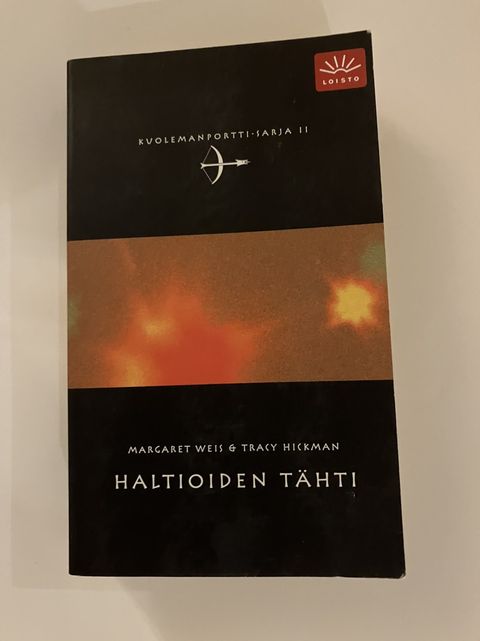 LOISTO
KUOLEMANPORTTI·SARJA II
MARGARET WEIS & TRACY HICKMAN
HALTIOIDEN TÄHTI